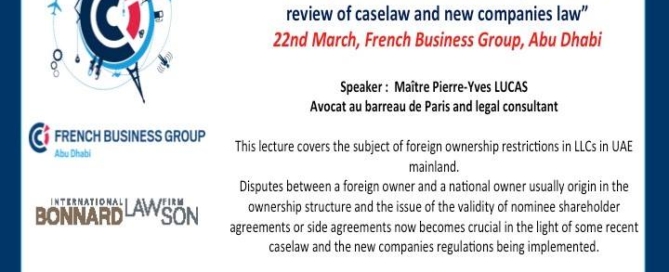 review of caselaw and new companies law”
22nd March, French Business Group, Abu Dhabi
Speaker : Maître Pierre-Yves LUCAS
Avocat au barreau de Paris and legal consultant
FRENCH BUSINESS GROUP
Abu Dhabi
This lecture covers the subject of foreign ownership restrictions in LLCs in UAE
mainland.
Disputes between a foreign owner and a national owner usually origin in the
ownership structure and the issue of the validity of nominee shareholder
agreements or side agreements now becomes crucial in the light of some recent
caselaw and the new companies regulations being implemented.
INTERNATIONAL LAW FIRM
BONNARD LAWSON